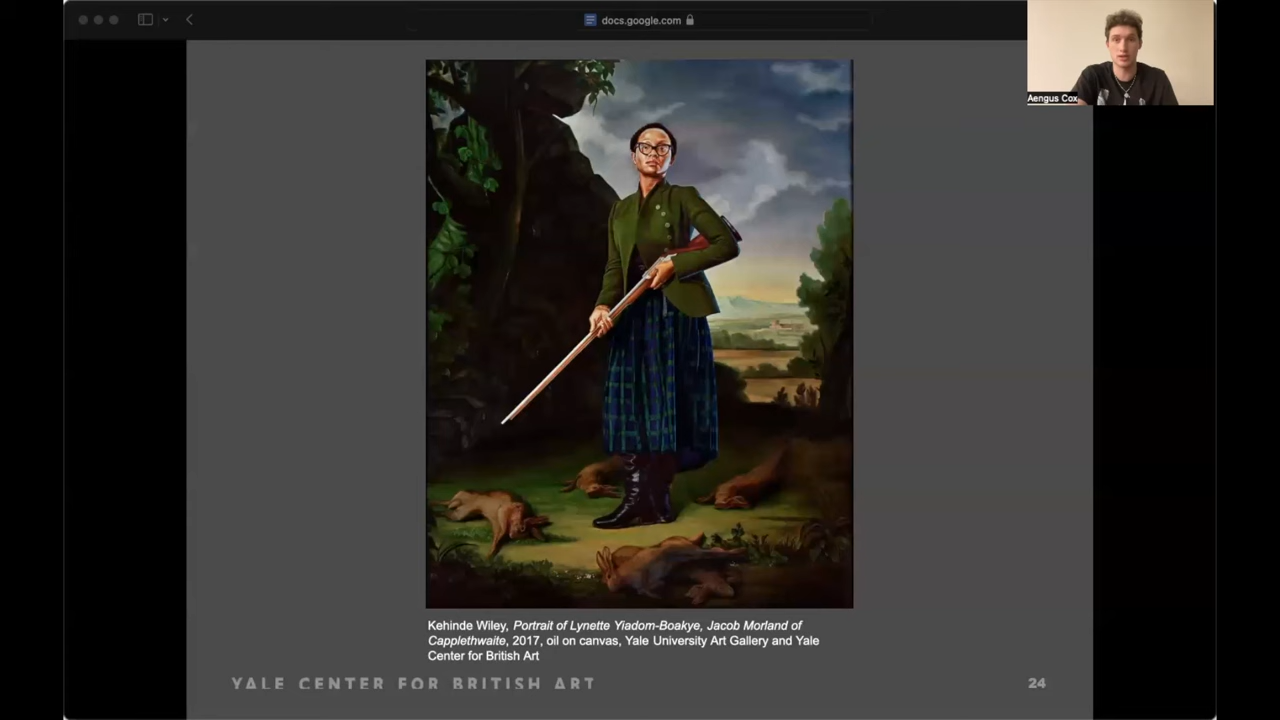 docs.google.com
Aengus Cox
Kehinde Wiley, Portrait of Lynette Yiadom-Boakye, Jacob Morland of
Capplethwaite, 2017, oil on canvas, Yale University Art Gallery and Yale
Center for British Art
YALE CENTER FOR BRITISH ART
24